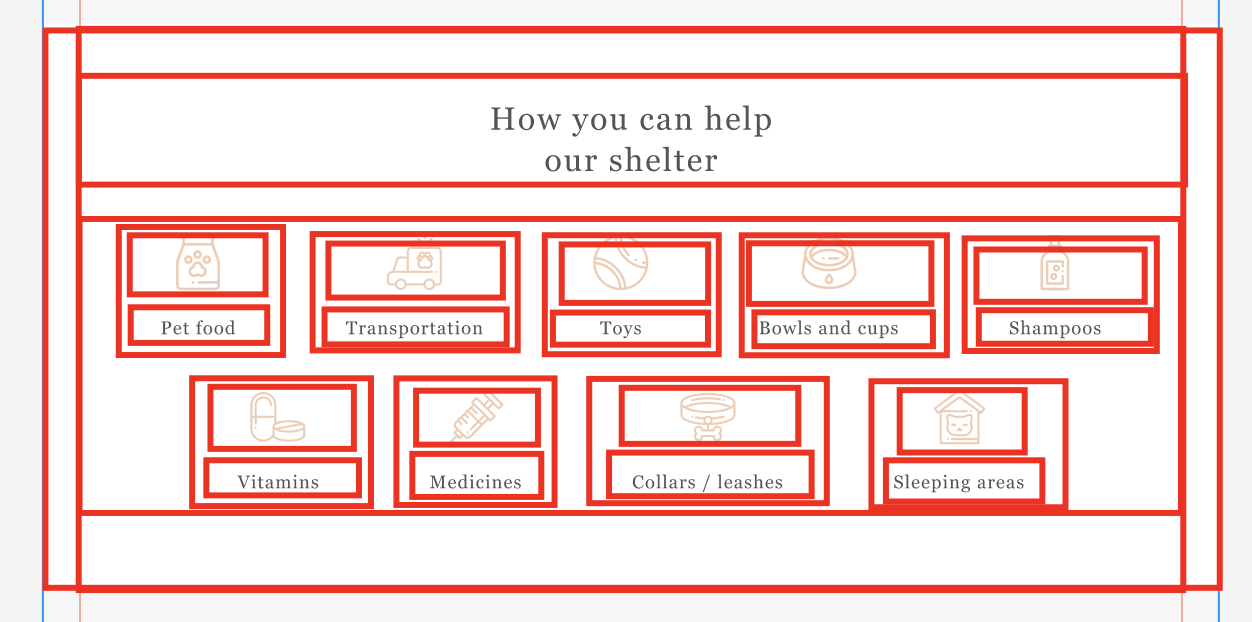 How you can help
our shelter
Pet food
Transportation
Toys
Bowls and cups
Shampoos
Vitamins
Medicines
Collars / leashes
Sleeping areas